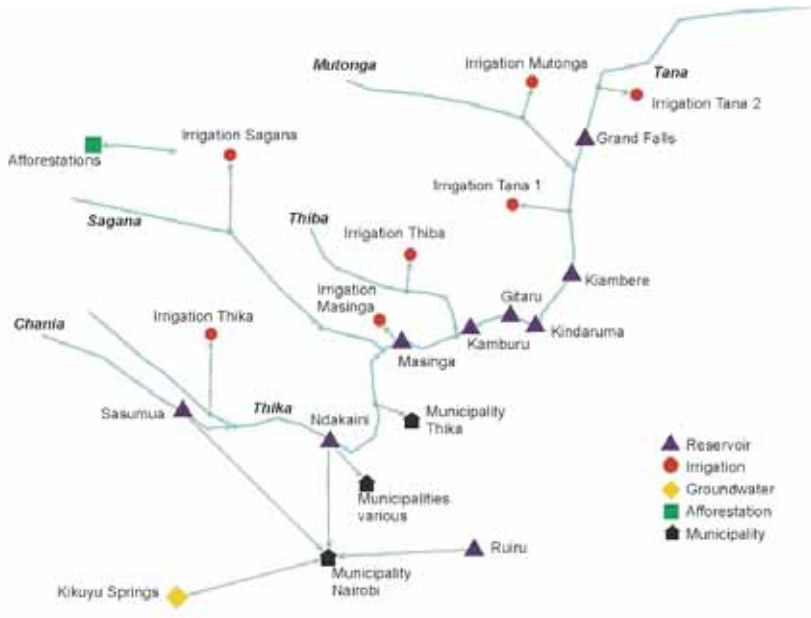 Mutonga
Irrigation Mutonga
Tana
Irrigation Tana 2
Grand Falls
Afforestations
Irrigation Sagana
Irrigation Tana 1
Sagana
Thiba
Irrigation Thiba
Kiambere
Irrigation
Masinga
Gitaru
Kindaruma
Kamburu
Masinga
Chania
Irrigation Thika
Sasumua
Thika
Ndakaini
Municipality
Thika
Municipalities
various
Reservoir
Irrigation
Groundwater
Afforestation
Municipality
Ruiru
Municipality
Nairobi
Kikuyu Springs